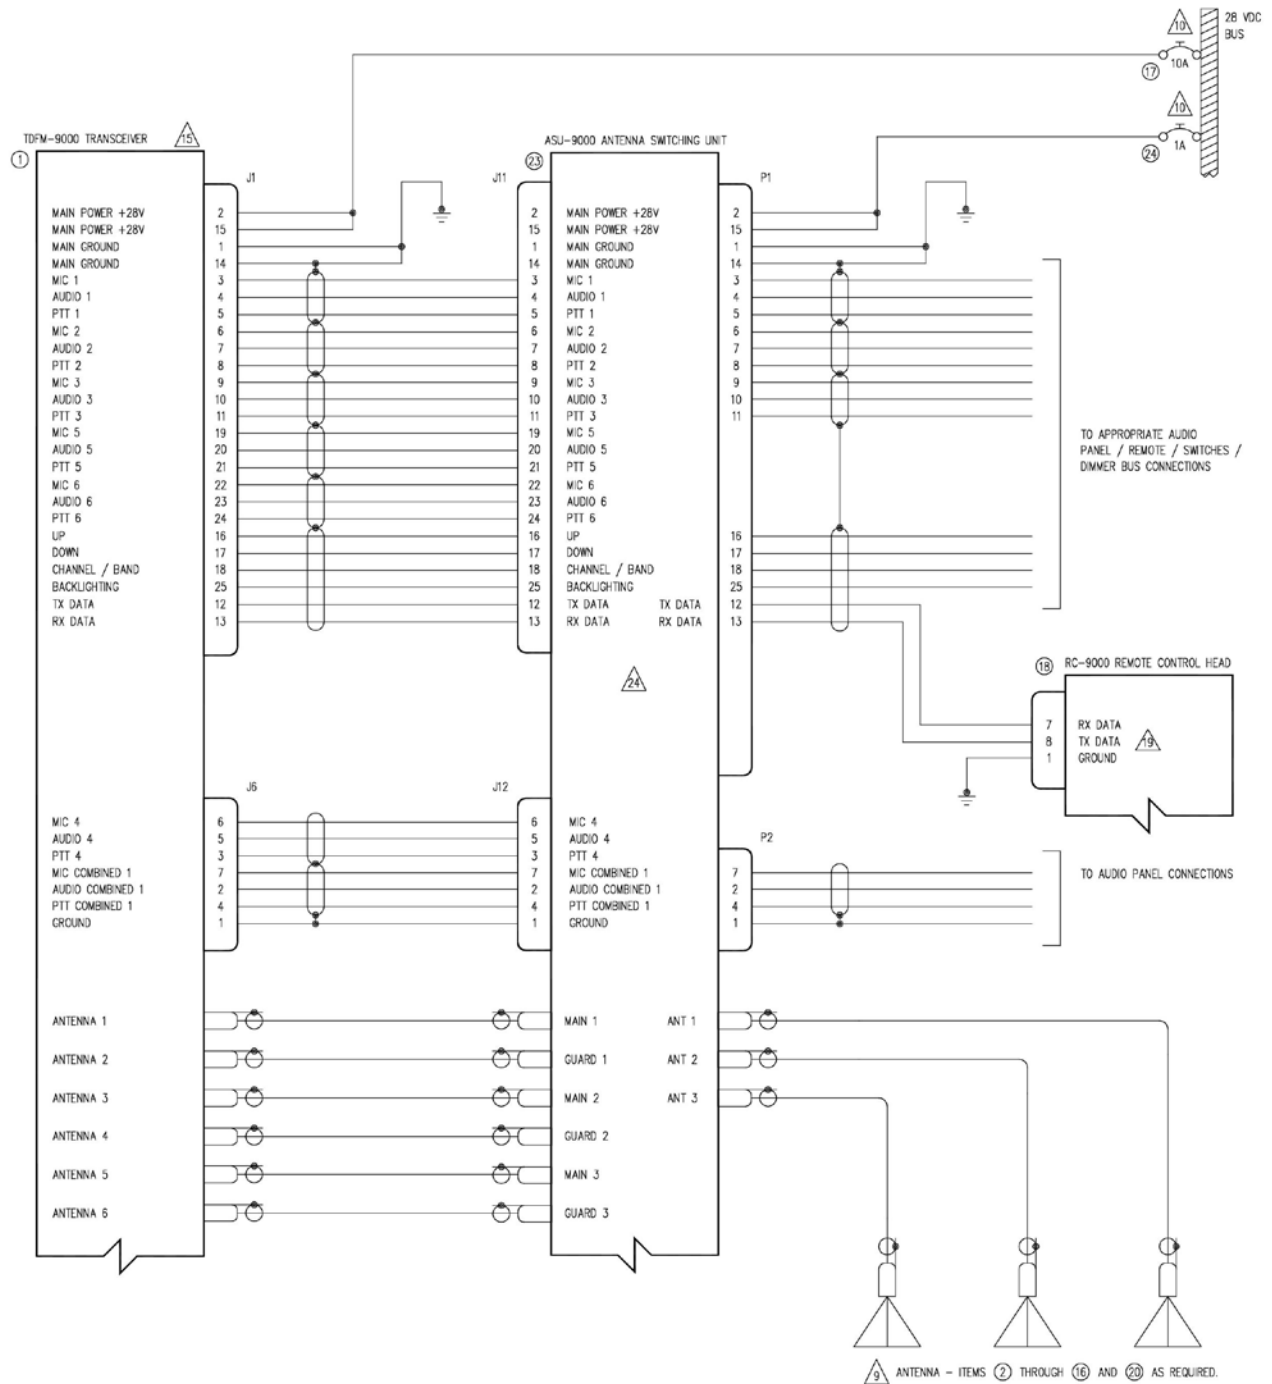 28 VDC
BUS
10
17
10A
10
24
1A
TDFM-9000 TRANSCEIVER
15
1
ASU-9000 ANTENNA SWITCHING UNIT
23
J1
J11
P1
MAIN POWER +28V 2 2 MAIN POWER +28V 2
MAIN POWER +28V 15 15 MAIN POWER +28V 15
MAIN GROUND 1 1 MAIN GROUND 1
MAIN GROUND 14 14 MAIN GROUND 14
MIC 1 3 3 MIC 1 3
AUDIO 1 4 4 AUDIO 1 4
PTT 1 5 5 PTT 1 5
MIC 2 6 6 MIC 2 6
AUDIO 2 7 7 AUDIO 2 7
PTT 2 8 8 PTT 2 8
MIC 3 9 9 MIC 3 9
AUDIO 3 10 10 AUDIO 3 10
PTT 3 11 11 PTT 3 11
MIC 5 19 19 MIC 5
AUDIO 5 20 20 AUDIO 5
PTT 5 21 21 PTT 5
MIC 6 22 22 MIC 6
AUDIO 6 23 23 AUDIO 6
PTT 6 24 24 PTT 6
UP 16 16 UP 16
DOWN 17 17 DOWN 17
CHANNEL / BAND 18 18 CHANNEL / BAND 18
BACKLIGHTING 25 25 BACKLIGHTING 25
TX DATA 12 12 TX DATA TX DATA 12
RX DATA 13 13 RX DATA RX DATA 13
TO APPROPRIATE AUDIO
PANEL / REMOTE / SWITCHES /
DIMMER BUS CONNECTIONS
24
18 RC-9000 REMOTE CONTROL HEAD
7 RX DATA
8 TX DATA
19
1 GROUND
J6
J12
P2
MIC 4 6 6 MIC 4
AUDIO 4 5 5 AUDIO 4
PTT 4 3 3 PTT 4
MIC COMBINED 1 7 7 MIC COMBINED 1 7
AUDIO COMBINED 1 2 2 AUDIO COMBINED 1 2
PTT COMBINED 1 4 4 PTT COMBINED 1 4
GROUND 1 1 GROUND 1
TO AUDIO PANEL CONNECTIONS
ANTENNA 1 MAIN 1 ANT 1
ANTENNA 2 GUARD 1 ANT 2
ANTENNA 3 MAIN 2 ANT 3
ANTENNA 4 GUARD 2
ANTENNA 5 MAIN 3
ANTENNA 6 GUARD 3
9 ANTENNA - ITEMS 2 THROUGH 16 AND 20 AS REQUIRED.